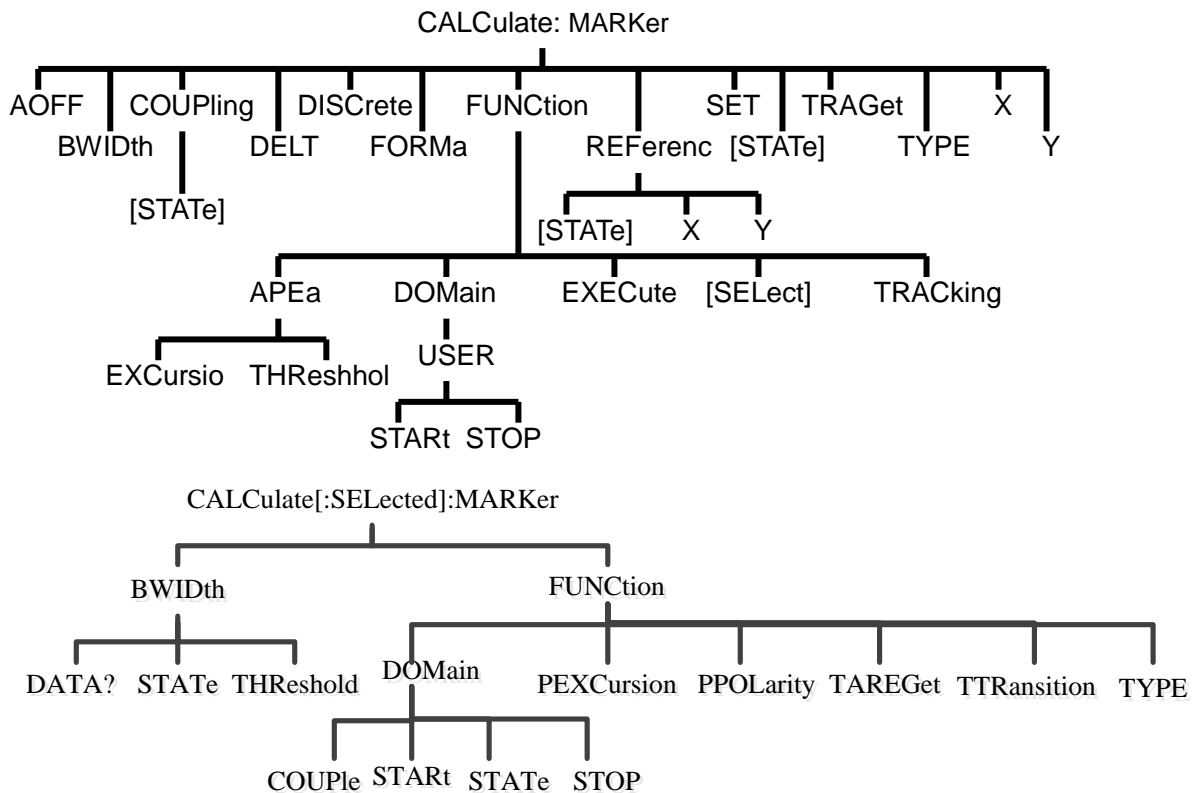 CALCulate: MARKer
AOFF COUPling DISCrete FUNCtion SET TRAGet X
BWIDth DELT FORMa REFerenc [STATe] TYPE Y
[STATe]
[STATe] X Y
APEa DOMain EXECute [SELect] TRACking
USER
EXCursio THReshhol
STARt STOP
CALCulate[:SELected]:MARKer
BWIDth FUNCtion
DATA? STATe THReshold DOMain PEXCursion PPOLarity TAREGet TTRansition TYPE
COUPle STARt STATe STOP